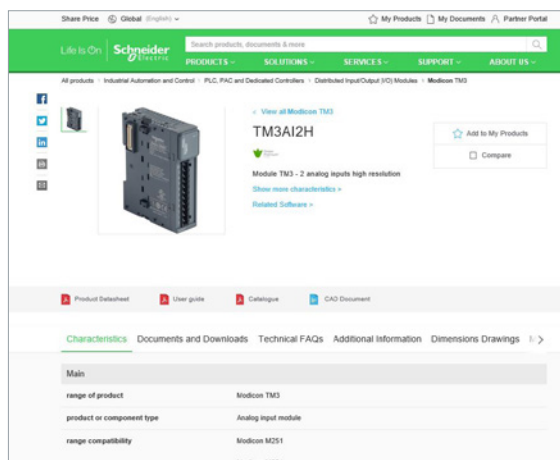 Share Price Global (English) My Products My Documents Partner Portal
Life Is On Schneider Electric
Search products, documents & more
PRODUCTS SOLUTIONS SERVICES SUPPORT ABOUT US
All products Industrial Automation and Control PLC, PAC and Dedicated Controllers Distributed Input/Output (I/O) Modules Modicon TM3
< View all Modicon TM3
TM3AI2H
Add to My Products
Compare
Module TM3 - 2 analog inputs high resolution
Show more characteristics >
Related Software >
Product Datasheet User guide Catalogue CAD Document
Characteristics Documents and Downloads Technical FAQs Additional Information Dimensions Drawings
Main
range of product Modicon TM3
product or component type Analog input module
range compatibility Modicon M251